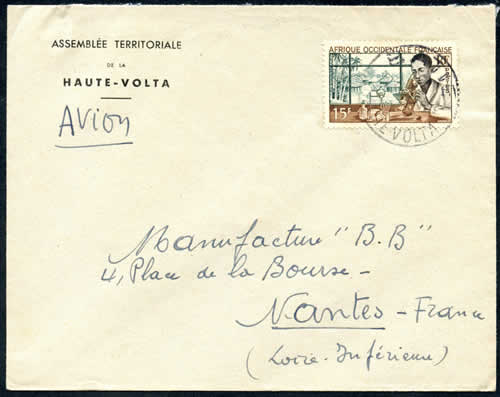 ASSEMBLÉE TERRITORIALE
DE LA
HAUTE-VOLTA
Avion
AFRIQUE OCCIDENTALE FRANÇAISE
15F
VOLTA
Manufacture "B.B"
4, Place de la Bourse -
Nantes - France
(Loire-Inférieure)